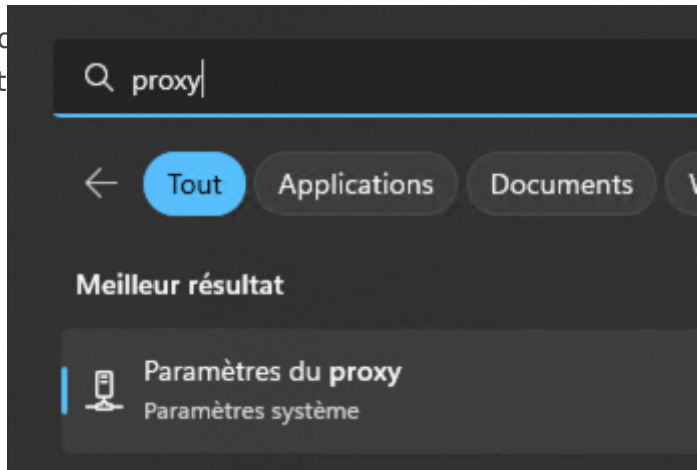 proxy
Tout Applications Documents
Meilleur résultat
Paramètres du proxy
Paramètres système